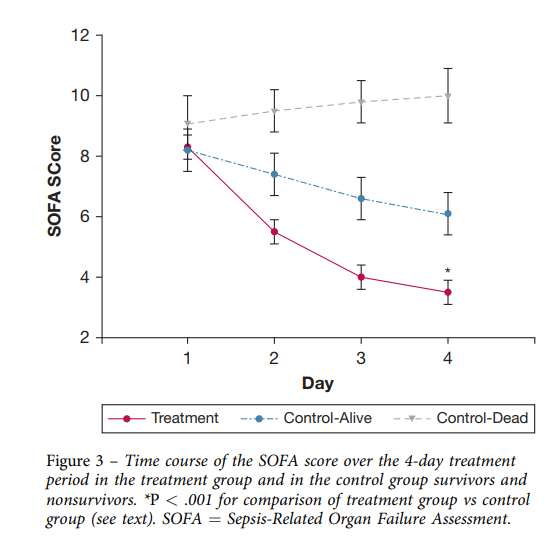 12
10
8
6
4
2
SOFA SCore
*
1 2 3 4
Day
Treatment Control-Alive Control-Dead
Figure 3 – Time course of the SOFA score over the 4-day treatment
period in the treatment group and in the control group survivors and
nonsurvivors. *P < .001 for comparison of treatment group vs control
group (see text). SOFA = Sepsis-Related Organ Failure Assessment.